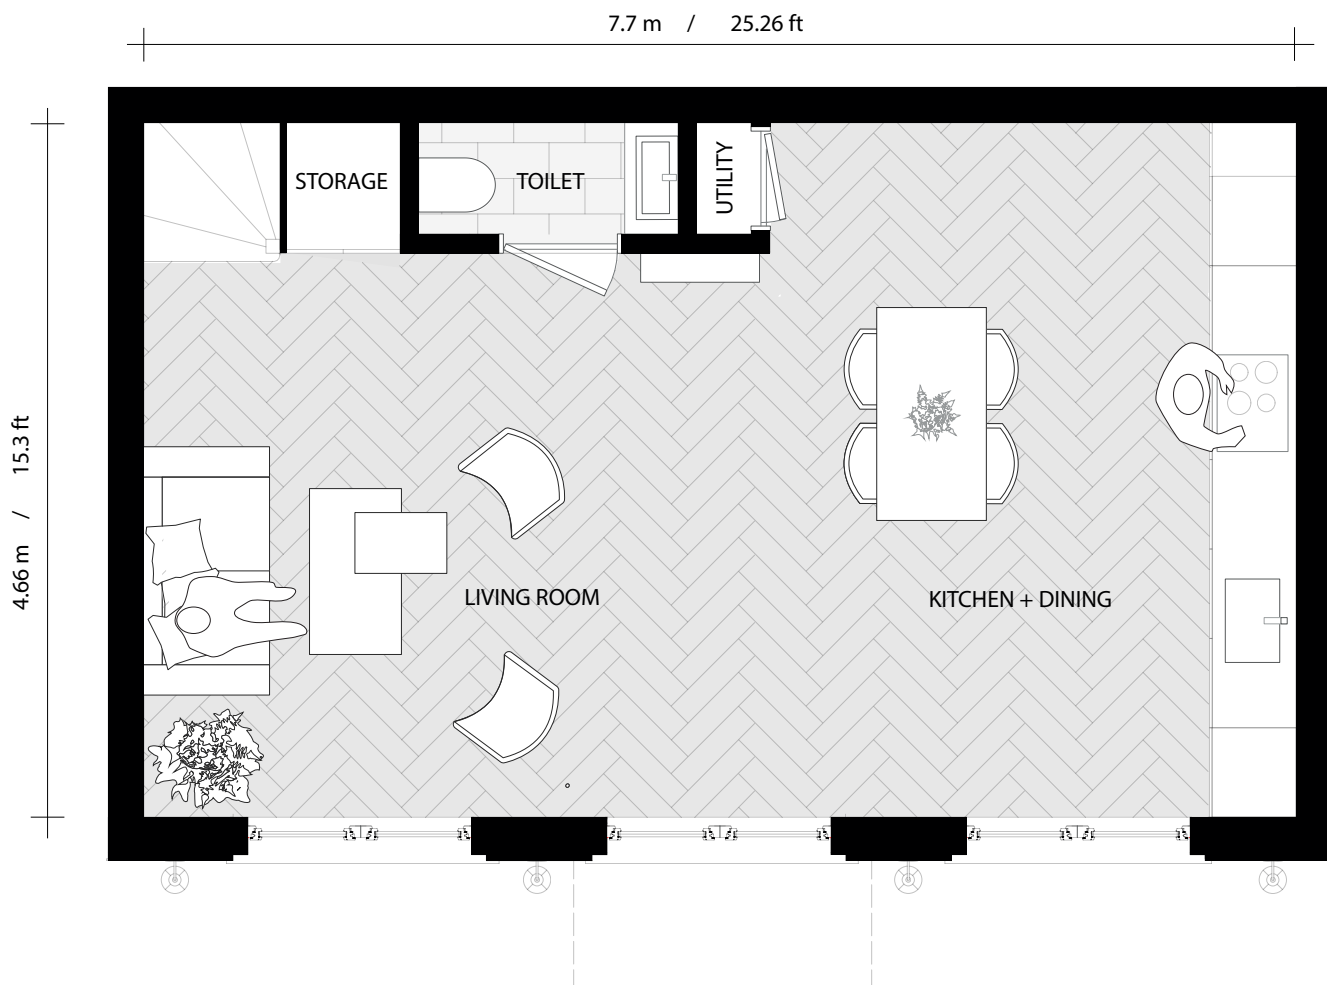 7.7 m / 25.26 ft
4.66 m / 15.3 ft
STORAGE
TOILET
UTILITY
LIVING ROOM
KITCHEN + DINING